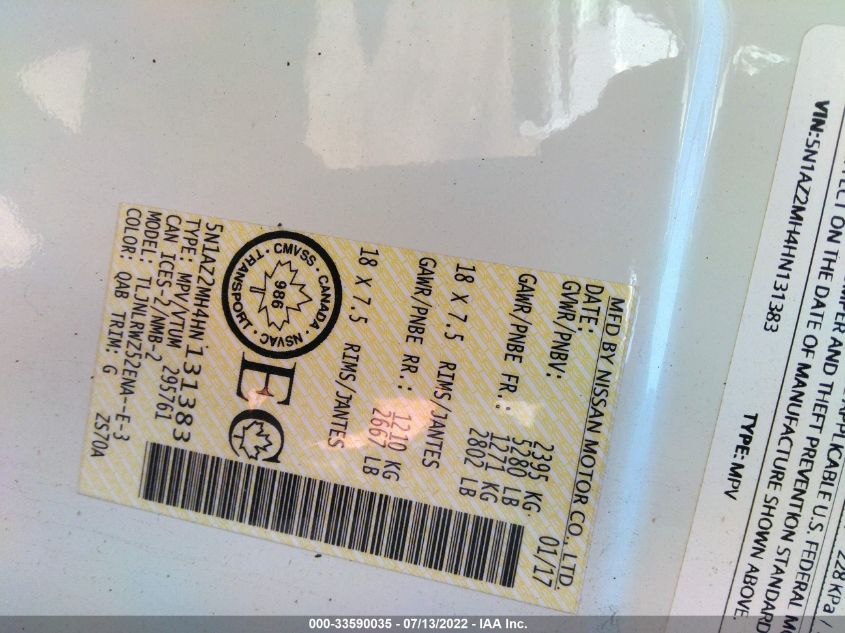 MFD BY NISSAN MOTOR CO., LTD.
DATE: 01/17
GVWR/PNBV: 2395 KG
5280 LB
GAWR/PNBE FR.: 1271 KG
2802 LB
18 X 7.5 RIMS/JANTES
GAWR/PNBE RR.: 1210 KG
2667 LB
18 X 7.5 RIMS/JANTES
CMVSS · CANADA · NSVAC · TRANSPORT ·
986
EC
5N1AZ2MH4HN131383
TYPE: MPV/VTUM 295761
CAN ICES-2/NMB-2
MODEL: TLJNLRWZ52ENA-E-3
COLOR: QAB TRIM: G Z570A
228 KPa /
APPLICABLE U.S. FEDERAL M
AND THEFT PREVENTION STANDARD
ON THE DATE OF MANUFACTURE SHOWN ABOVE.
VIN:5N1AZ2MH4HN131383 TYPE:MPV
000-33590035 - 07/13/2022 - IAA Inc.